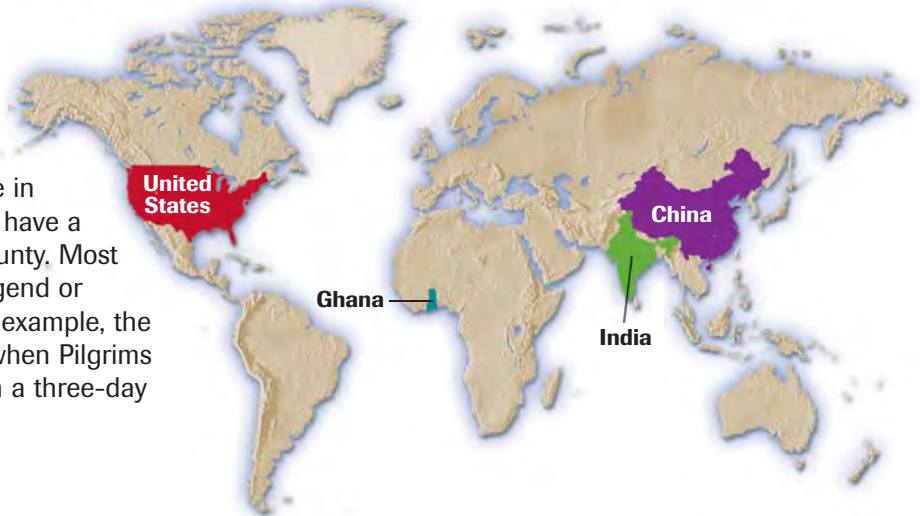 e in
have a
unty. Most
gend or
example, the
when Pilgrims
a three-day
United
States
China
Ghana
India